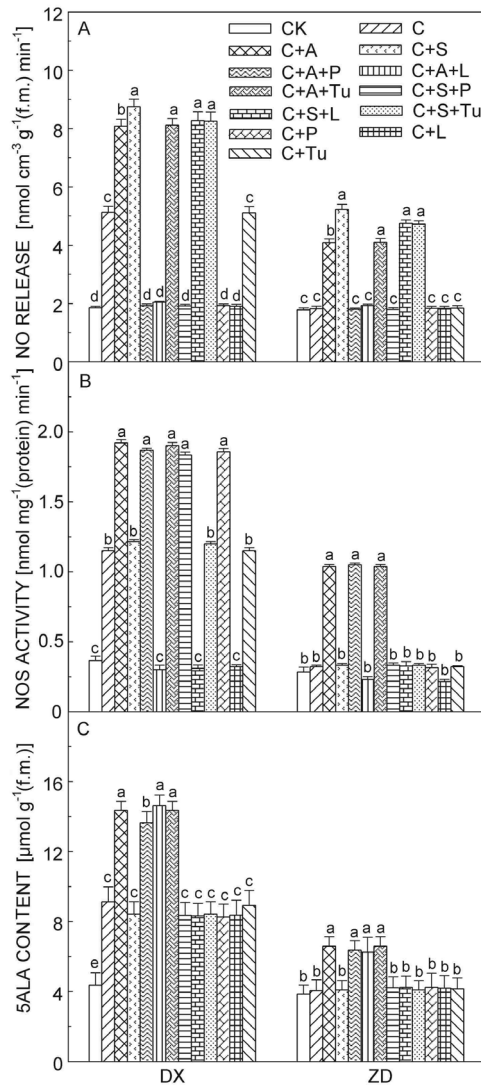 A
CK
C
C+A
C+S
C+A+P
C+A+L
C+A+Tu
C+S+P
C+S+L
C+S+Tu
C+P
C+L
C+Tu
NO RELEASE [nmol cm⁻³ g⁻¹(f.m.) min⁻¹]
12
10
8
6
4
2
0
d c b a d d a d a a d d c
c c b a c c a c a a c c c
B
NOS ACTIVITY [nmol mg⁻¹(protein) min⁻¹]
2.0
1.5
1.0
0.5
0
c b a b a c a a c b a c b
b b a b a b a b b b b b b
C
5ALA CONTENT [µmol g⁻¹(f.m.)]
16
12
8
4
0
e c a c b a a c c c c c c
b b a b a a a b b b b b b
DX
ZD